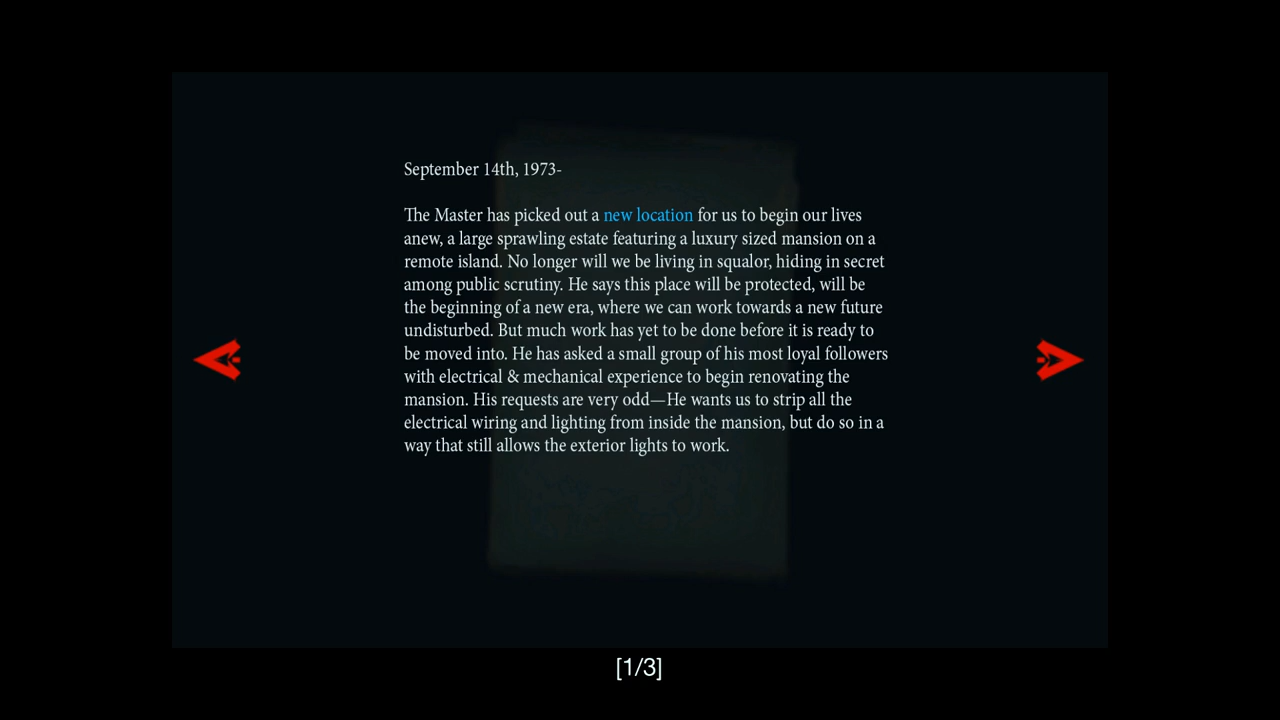 September 14th, 1973-
The Master has picked out a new location for us to begin our lives
anew, a large sprawling estate featuring a luxury sized mansion on a
remote island. No longer will we be living in squalor, hiding in secret
among public scrutiny. He says this place will be protected, will be
the beginning of a new era, where we can work towards a new future
undisturbed. But much work has yet to be done before it is ready to
be moved into. He has asked a small group of his most loyal followers
with electrical & mechanical experience to begin renovating the
mansion. His requests are very odd—He wants us to strip all the
electrical wiring and lighting from inside the mansion, but do so in a
way that still allows the exterior lights to work.
[1/3]